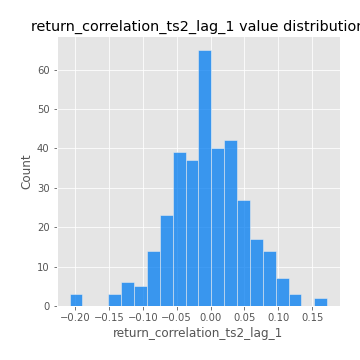 return_correlation_ts2_lag_1 value distribution
60
50
40
30
20
10
0
Count
−0.20 −0.15 −0.10 −0.05 0.00 0.05 0.10 0.15
return_correlation_ts2_lag_1